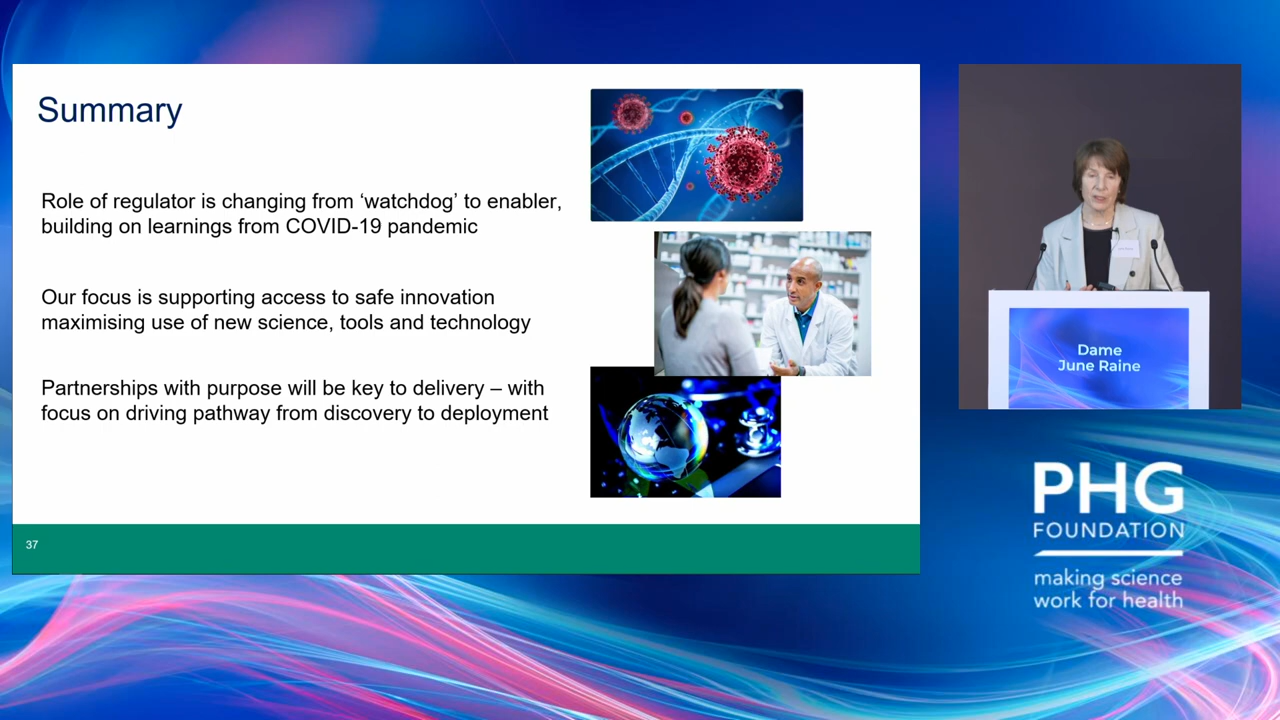 Summary
Role of regulator is changing from ‘watchdog’ to enabler,
building on learnings from COVID-19 pandemic
Our focus is supporting access to safe innovation
maximising use of new science, tools and technology
Partnerships with purpose will be key to delivery – with
focus on driving pathway from discovery to deployment
37
Dame
June Raine
PHG
FOUNDATION
making science
work for health